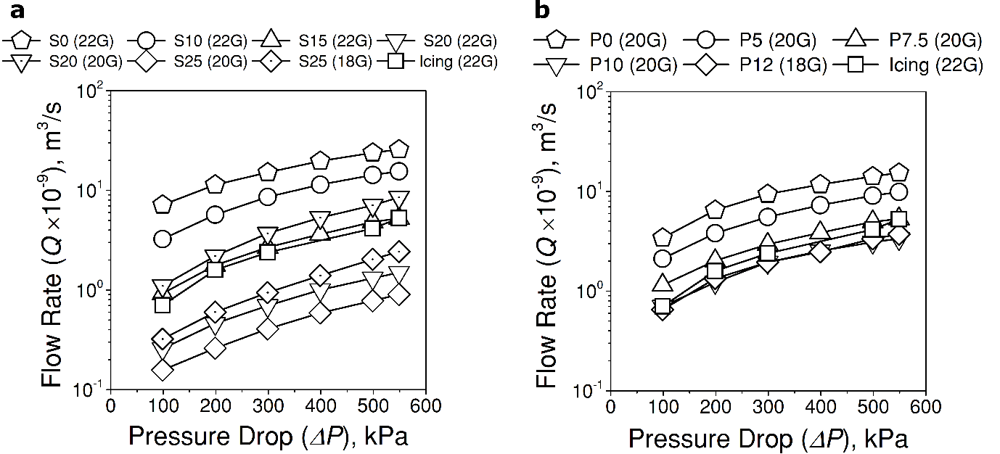 a
S0 (22G) S10 (22G) S15 (22G) S20 (22G)
S20 (20G) S25 (20G) S25 (18G) Icing (22G)
10²
10¹
10⁰
10⁻¹
Flow Rate (Q ×10⁻⁹), m³/s
0 100 200 300 400 500 600
Pressure Drop (ΔP), kPa
b
P0 (20G) P5 (20G) P7.5 (20G)
P10 (20G) P12 (18G) Icing (22G)
10²
10¹
10⁰
10⁻¹
Flow Rate (Q ×10⁻⁹), m³/s
0 100 200 300 400 500 600
Pressure Drop (ΔP), kPa